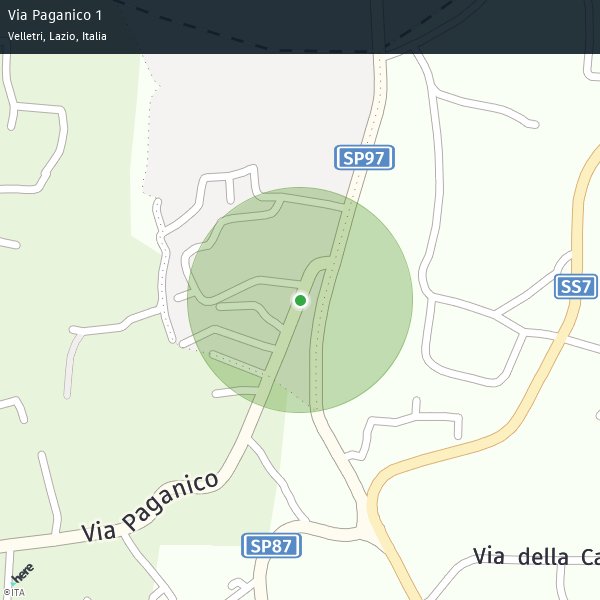 Via Paganico 1
Velletri, Lazio, Italia
SP97
SS7
Via Paganico
SP87
Via della Ca
here
©ITA